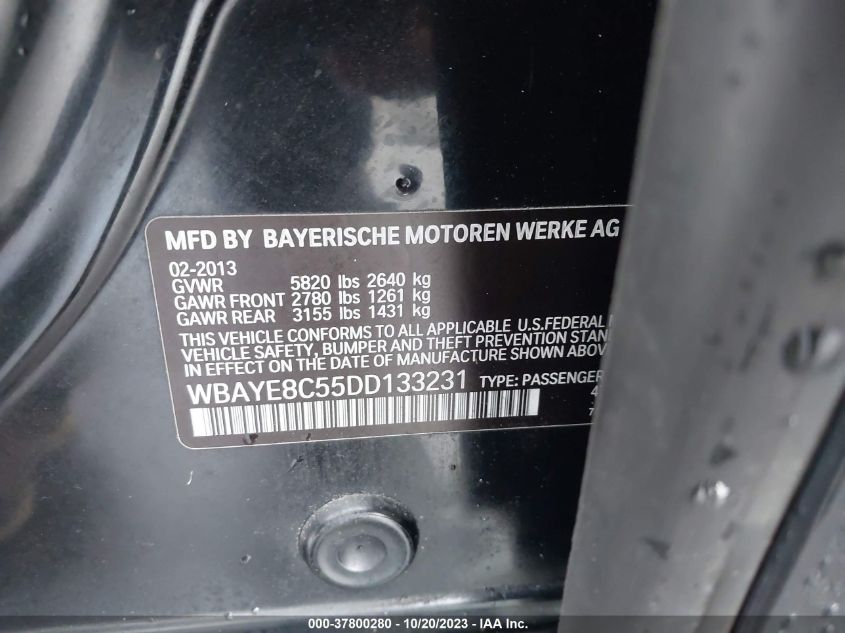 MFD BY BAYERISCHE MOTOREN WERKE AG
02-2013
GVWR 5820 lbs 2640 kg
GAWR FRONT 2780 lbs 1261 kg
GAWR REAR 3155 lbs 1431 kg
THIS VEHICLE CONFORMS TO ALL APPLICABLE U.S.FEDERAL
VEHICLE SAFETY, BUMPER AND THEFT PREVENTION STAN
IN EFFECT ON THE DATE OF MANUFACTURE SHOWN ABOV
WBAYE8C55DD133231 TYPE: PASSENGER
4
7
000-37800280 - 10/20/2023 - IAA Inc.